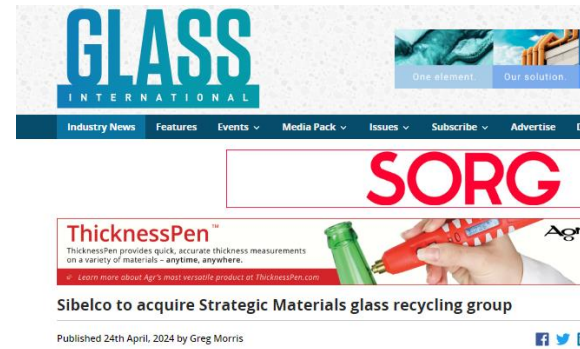 GLASS
INTERNATIONAL
One element. Our solution.
Industry News Features Events Media Pack Issues Subscribe Advertise
SORG
ThicknessPen™
ThicknessPen provides quick, accurate thickness measurements
on a variety of materials – anytime, anywhere.
Learn more about Agr's most versatile product at ThicknessPen.com
Agr
Sibelco to acquire Strategic Materials glass recycling group
Published 24th April, 2024 by Greg Morris